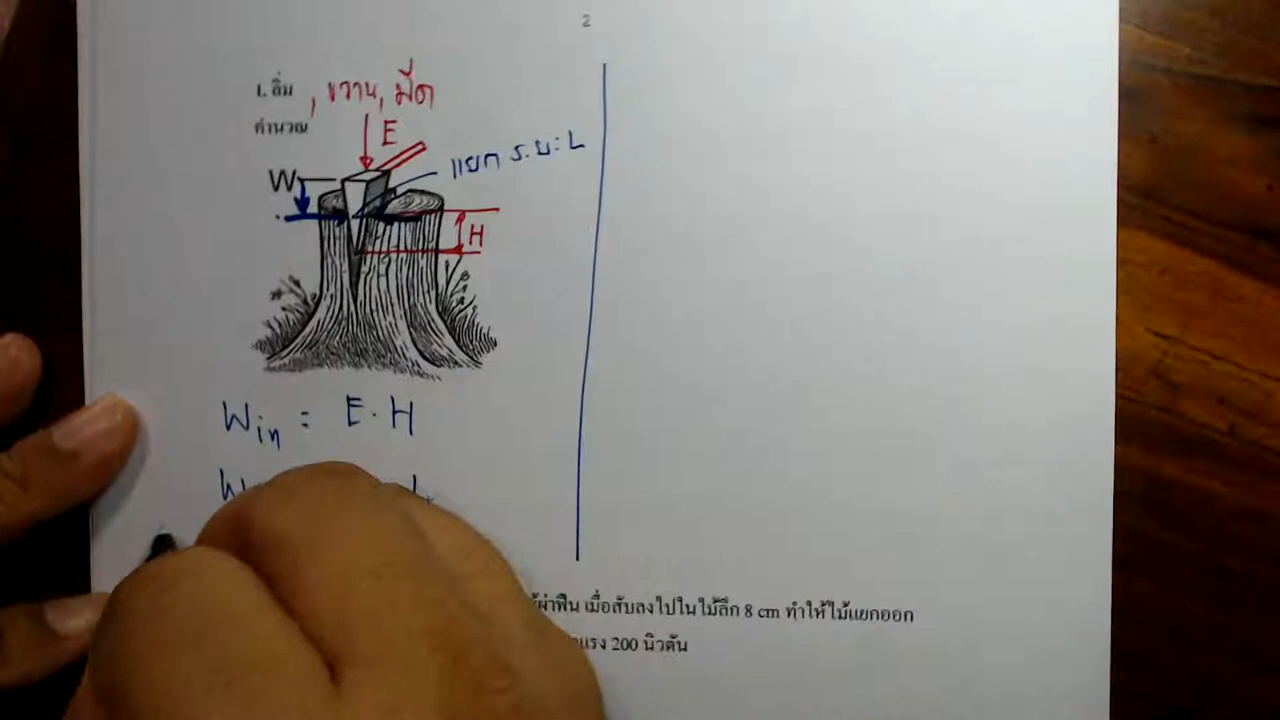 2
1. ลิ่ม , ขวาน, มีด
คำนวณ
E
แยก ระยะ L
W
H
Win = E · H
ผ่าฟืน เมื่อสับลงไปในไม้ลึก 8 cm ทำให้ไม้แยกออก
แรง 200 นิวตัน